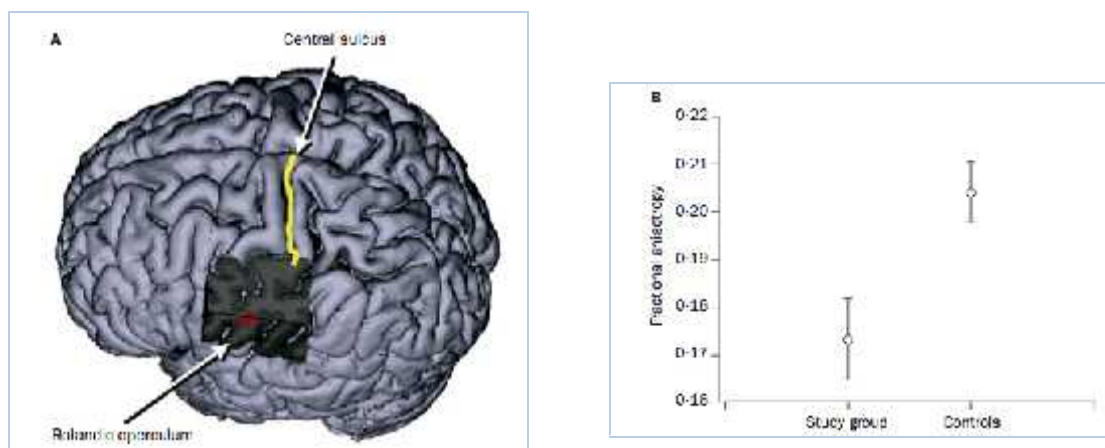 A
Central sulcus
Rolandic operculum
B
0·22
0·21
0·20
0·19
0·18
0·17
0·16
Fractional anisotropy
Study group
Controls